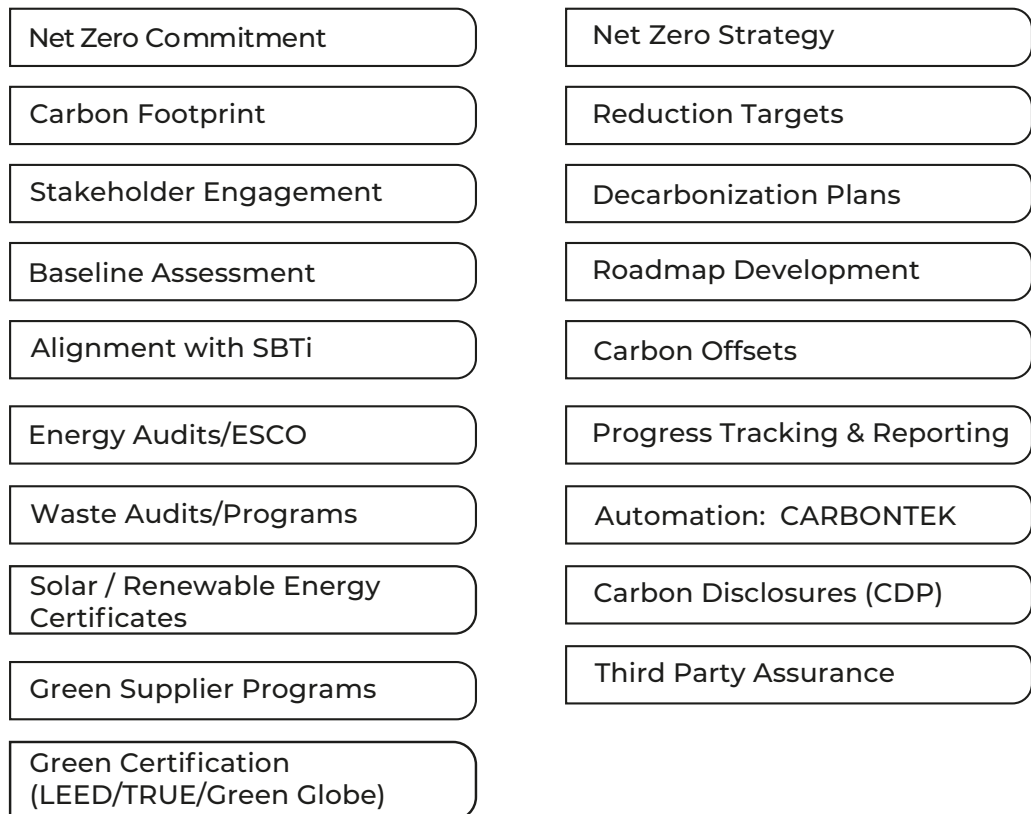 Net Zero Commitment
Carbon Footprint
Stakeholder Engagement
Baseline Assessment
Alignment with SBTi
Energy Audits/ESCO
Waste Audits/Programs
Solar / Renewable Energy
Certificates
Green Supplier Programs
Green Certification
(LEED/TRUE/Green Globe)
Net Zero Strategy
Reduction Targets
Decarbonization Plans
Roadmap Development
Carbon Offsets
Progress Tracking & Reporting
Automation: CARBONTEK
Carbon Disclosures (CDP)
Third Party Assurance